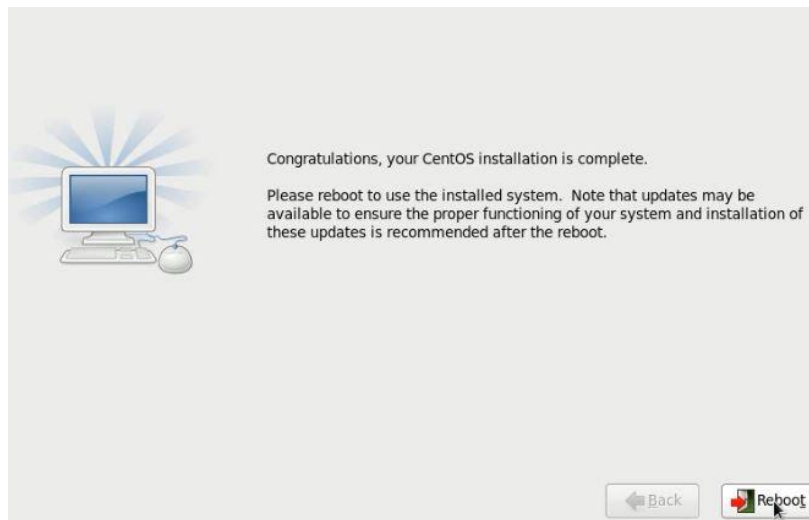 Congratulations, your CentOS installation is complete.
Please reboot to use the installed system.  Note that updates may be
available to ensure the proper functioning of your system and installation of
these updates is recommended after the reboot.
Back
Reboot